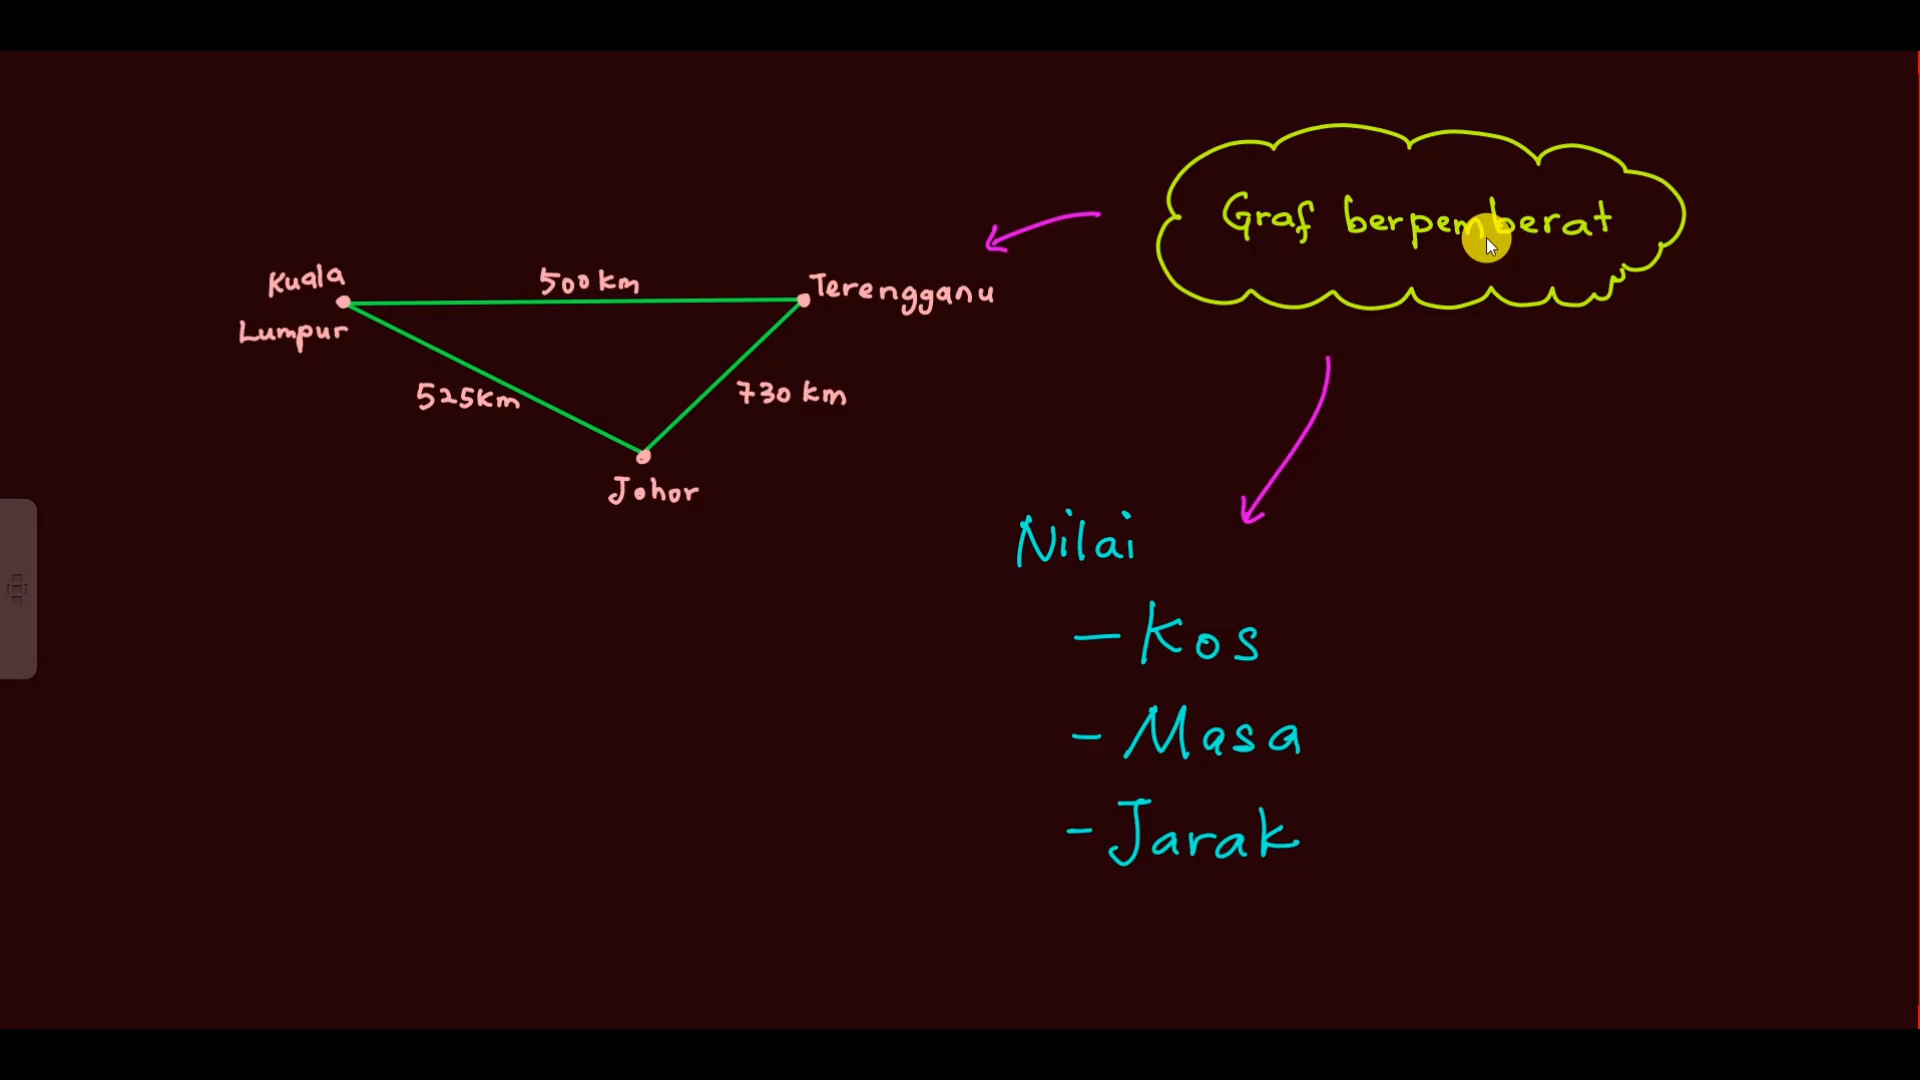 Graf berpemberat
Kuala
Lumpur
500 km
Terengganu
525km
730 km
Johor
Nilai
- Kos
- Masa
- Jarak